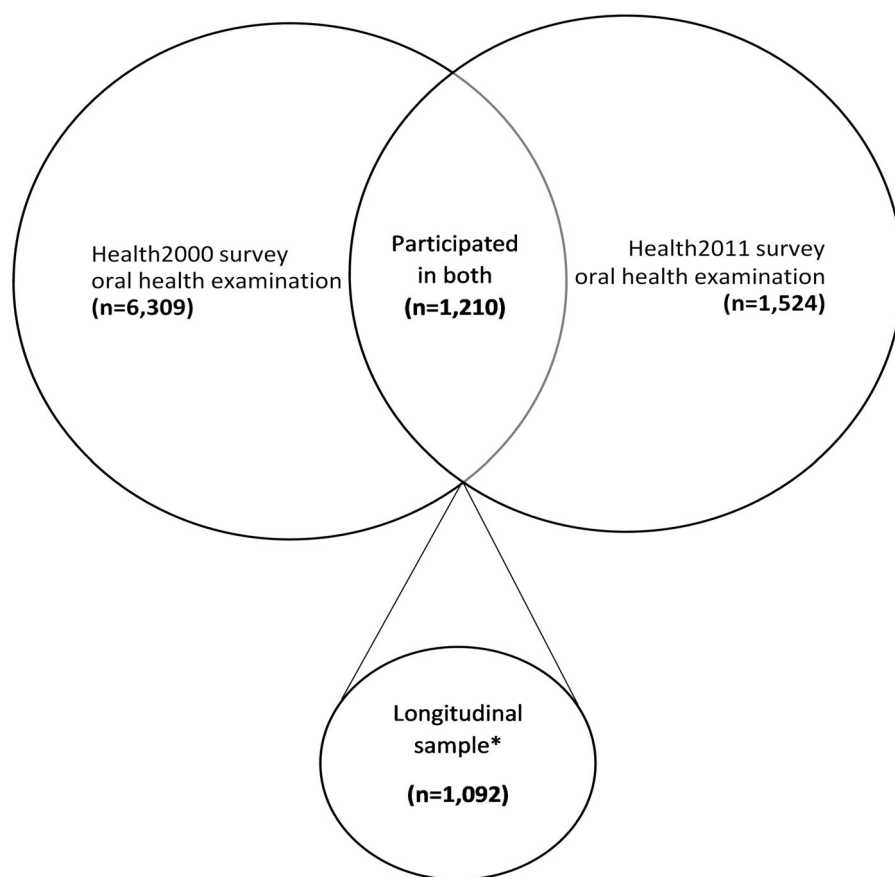 Health2000 survey
oral health examination
(n=6,309)
Participated
in both
(n=1,210)
Health2011 survey
oral health examination
(n=1,524)
Longitudinal
sample*
(n=1,092)